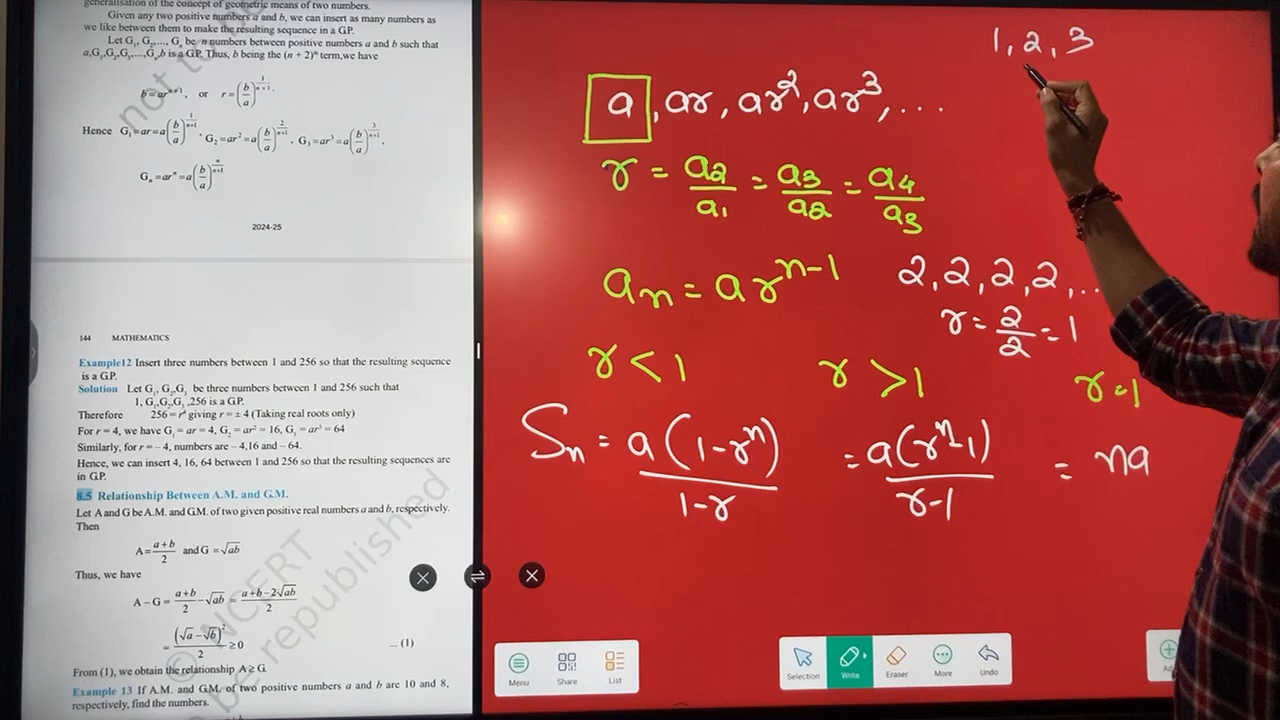 generalisation of the concept of geometric means of two numbers.
Given any two positive numbers a and b, we can insert as many numbers as
we like between them to make the resulting sequence in a G.P.
Let G₁, G₂,..., Gₙ be n numbers between positive numbers a and b such that
a,G₁,G₂,G₃,...,Gₙ,b is a G.P. Thus, b being the (n + 2)ᵗʰ term, we have
b = arⁿ⁺¹, or r = (b/a)^(1/(n+1)).
Hence G₁ = ar = a(b/a)^(1/(n+1)), G₂ = ar² = a(b/a)^(2/(n+1)), G₃ = ar³ = a(b/a)^(3/(n+1)),
Gₙ = arⁿ = a(b/a)^(n/(n+1))
2024-25
144 MATHEMATICS
Example12 Insert three numbers between 1 and 256 so that the resulting sequence
is a G.P.
Solution Let G₁, G₂,G₃ be three numbers between 1 and 256 such that
1, G₁,G₂,G₃ ,256 is a G.P.
Therefore 256 = r⁴ giving r = ± 4 (Taking real roots only)
For r = 4, we have G₁ = ar = 4, G₂ = ar² = 16, G₃ = ar³ = 64
Similarly, for r = – 4, numbers are – 4,16 and – 64.
Hence, we can insert 4, 16, 64 between 1 and 256 so that the resulting sequences are
in G.P.
8.5 Relationship Between A.M. and G.M.
Let A and G be A.M. and G.M. of two given positive real numbers a and b, respectively.
Then
A = (a+b)/2 and G = √ab
Thus, we have
A – G = (a+b)/2 – √ab = (a+b–2√ab)/2
= (√a–√b)²/2 ≥ 0 ... (1)
From (1), we obtain the relationship A ≥ G.
Example 13 If A.M. and G.M. of two positive numbers a and b are 10 and 8,
respectively, find the numbers.
not to be
© NCERT
be republished
1, 2, 3
a, ar, ar², ar³, ...
r = a2/a1 = a3/a2 = a4/a3
an = ar^(n-1)
2, 2, 2, 2, ...
r = 2/2 = 1
r < 1 r > 1 r=1
Sn = a(1-rⁿ)/(1-r) = a(rⁿ-1)/(r-1) = na
Menu Share List
Selection Write Eraser More Undo